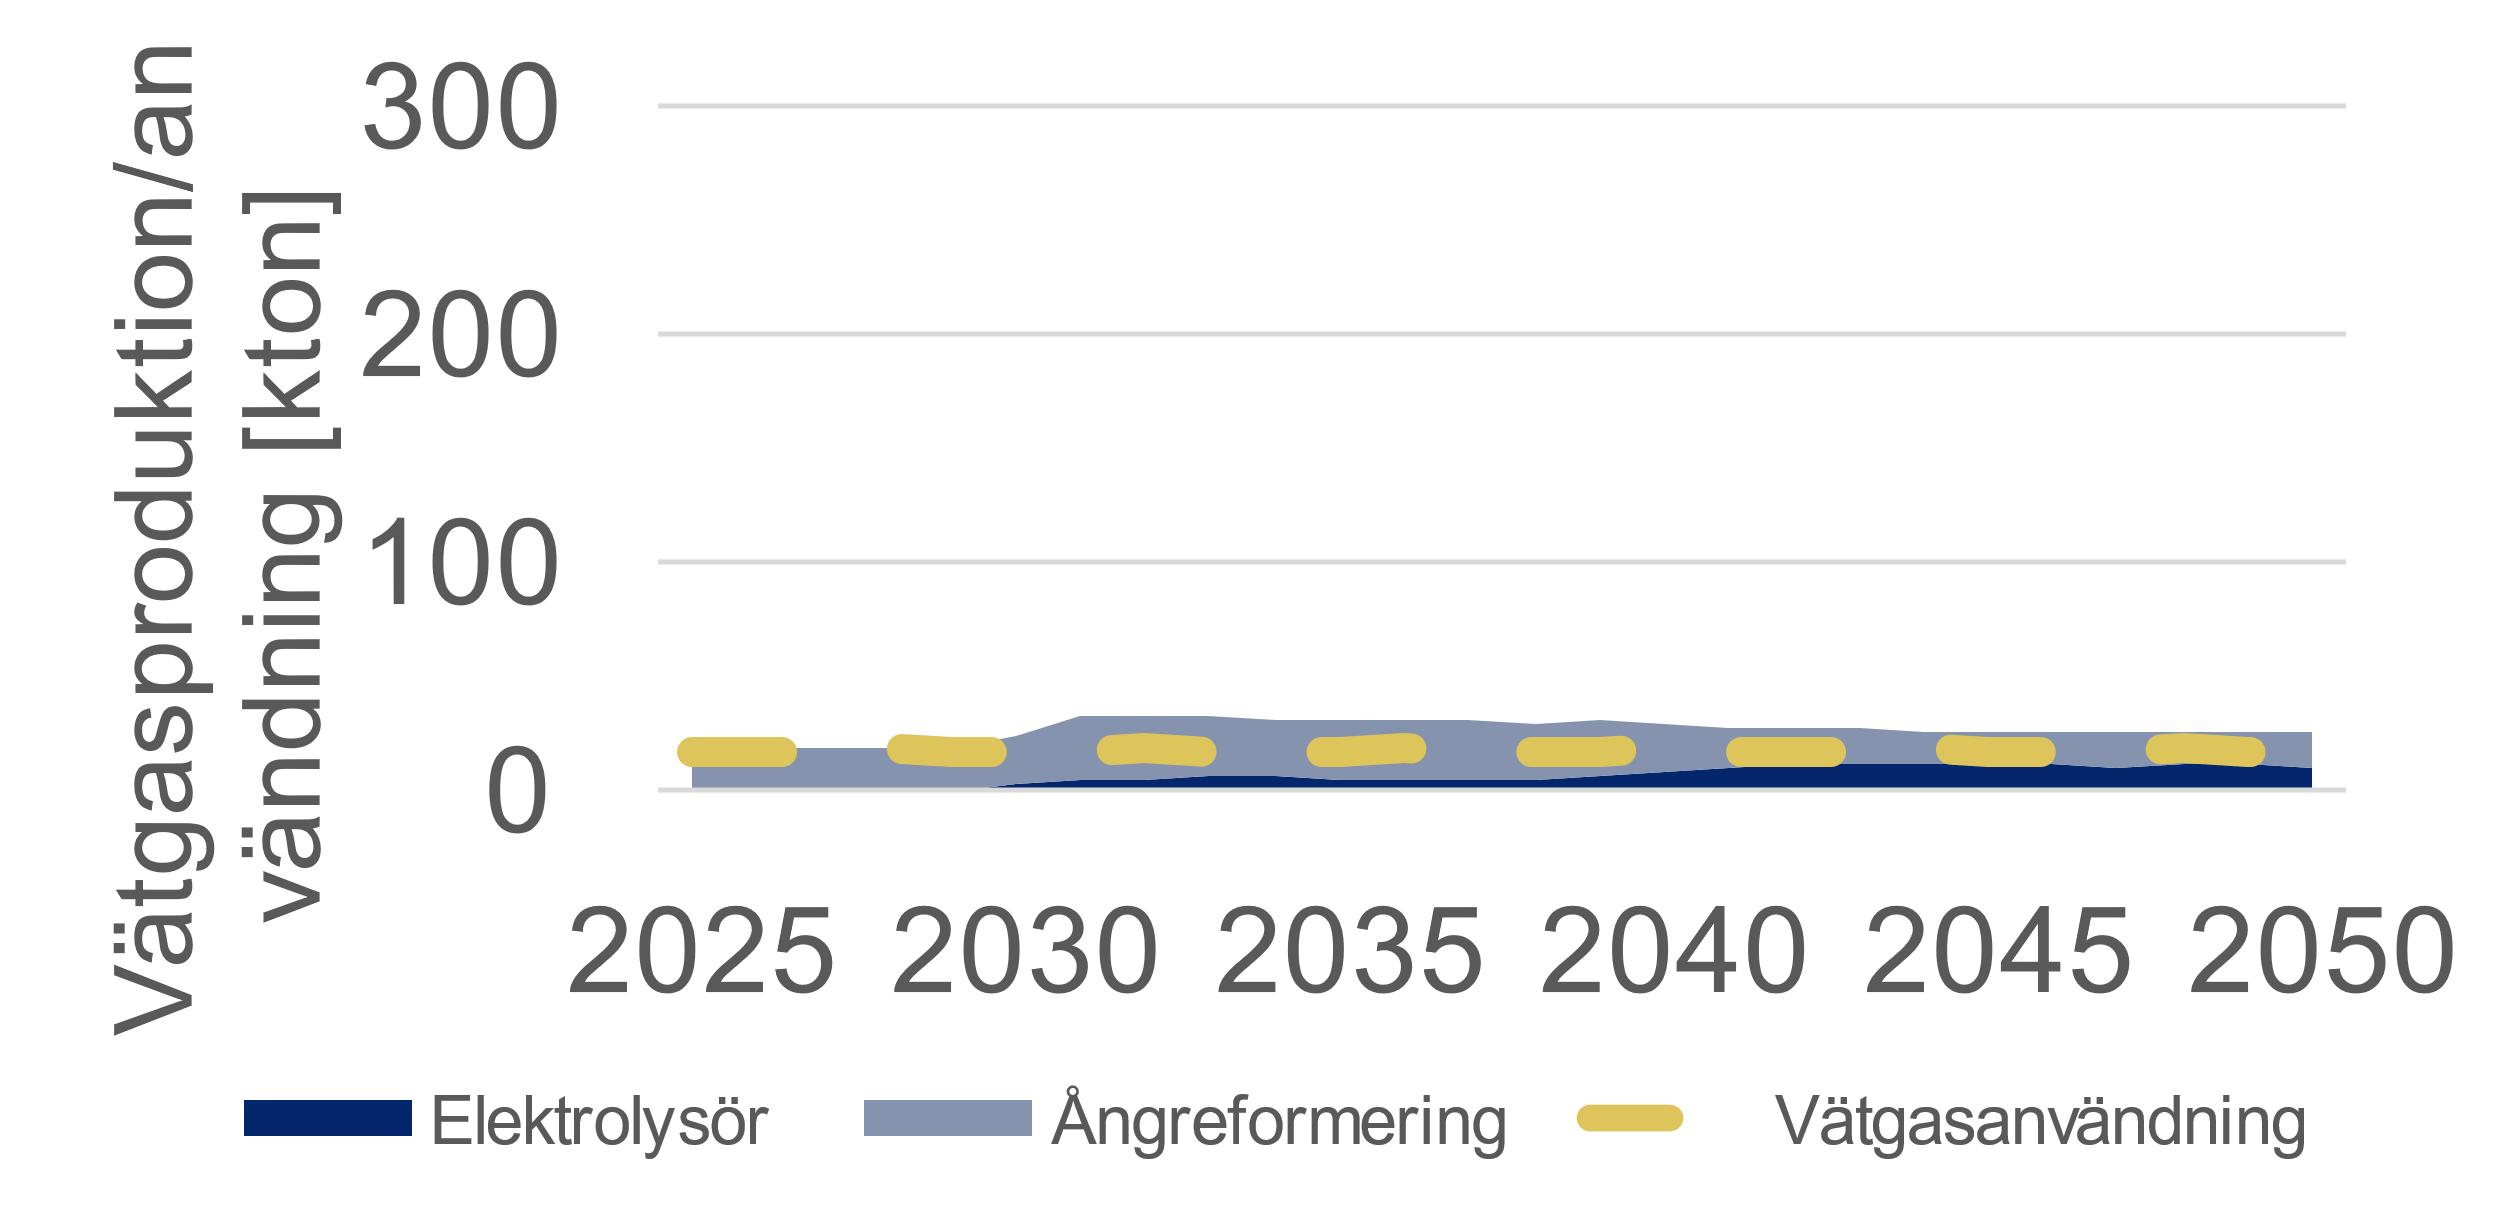 Vätgasproduktion/an
vändning [kton]
300
200
100
0
2025 2030 2035 2040 2045 2050
Elektrolysör Ångreformering Vätgasanvändning